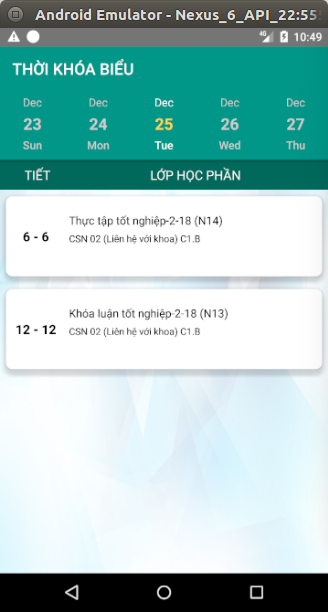 Android Emulator - Nexus_6_API_22:55
4G
10:49
THỜI KHÓA BIỂU
Dec Dec Dec Dec Dec
23 24 25 26 27
Sun Mon Tue Wed Thu
TIẾT LỚP HỌC PHẦN
Thực tập tốt nghiệp-2-18 (N14)
6 - 6
CSN 02 (Liên hệ với khoa) C1.B
Khóa luận tốt nghiệp-2-18 (N13)
12 - 12
CSN 02 (Liên hệ với khoa) C1.B